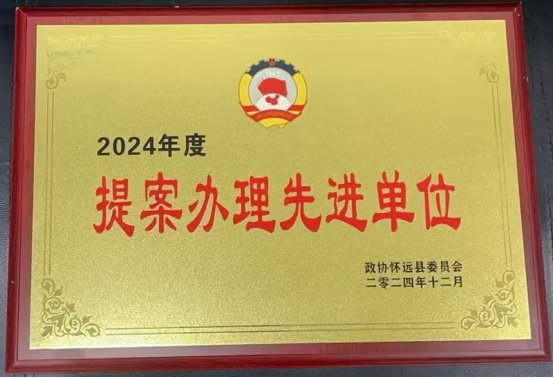 2024年度
提案办理先进单位
政协怀远县委员会
二零二四年十二月